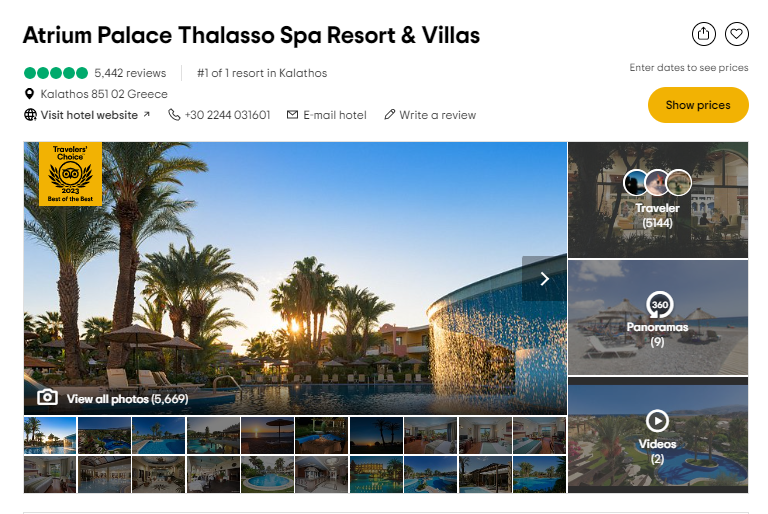 Atrium Palace Thalasso Spa Resort & Villas
5,442 reviews
#1 of 1 resort in Kalathos
Enter dates to see prices
Kalathos 851 02 Greece
Visit hotel website
+30 2244 031601
E-mail hotel
Write a review
Show prices
Travelers'
Choice
2023
Best of the Best
Traveler
(5144)
360
Panoramas
(9)
View all photos (5,669)
Videos
(2)